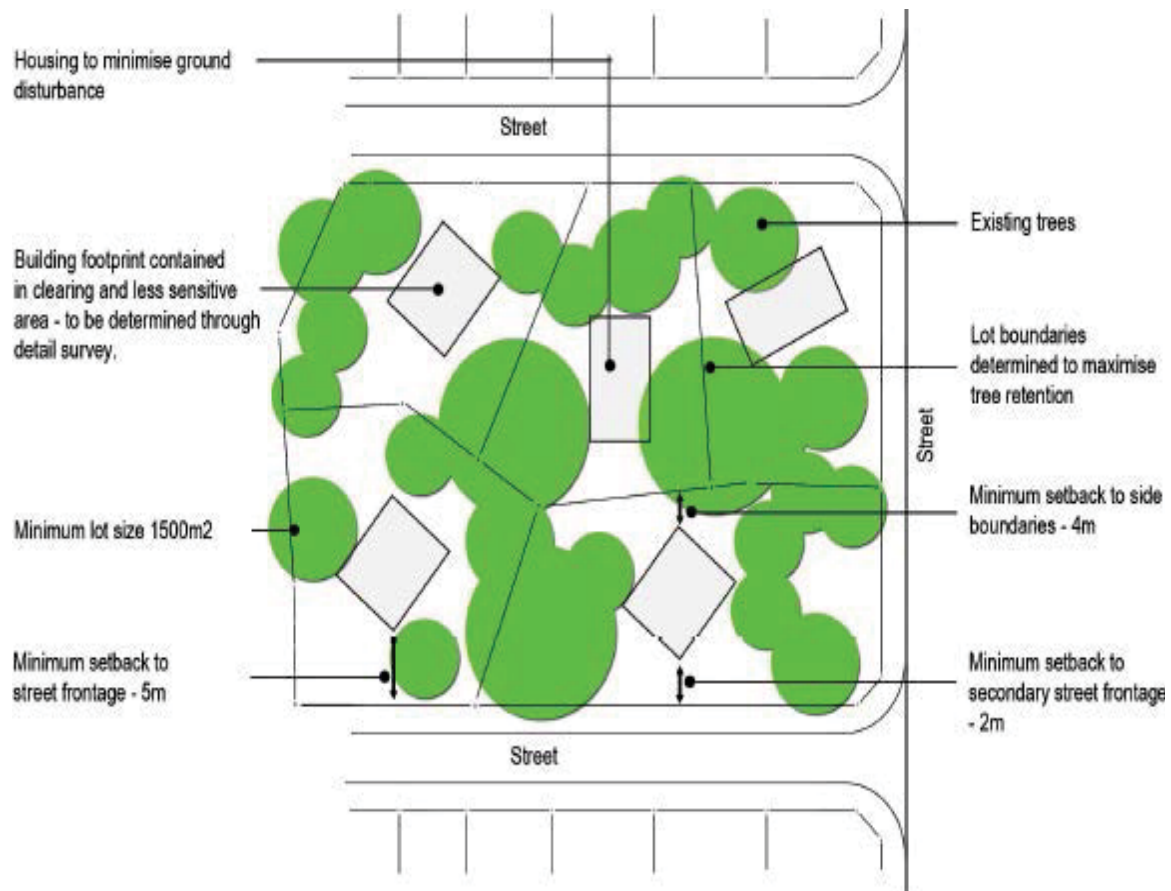 Housing to minimise ground
disturbance
Street
Building footprint contained
in clearing and less sensitive
area - to be determined through
detail survey.
Existing trees
Lot boundaries
determined to maximise
tree retention
Street
Minimum lot size 1500m2
Minimum setback to side
boundaries - 4m
Minimum setback to
street frontage - 5m
Minimum setback to
secondary street frontage
- 2m
Street